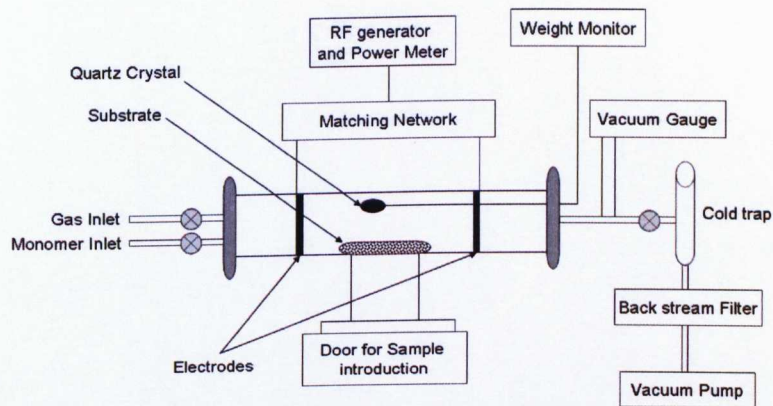 RF generator
and Power Meter
Weight Monitor
Quartz Crystal
Substrate
Matching Network
Vacuum Gauge
Gas Inlet
Monomer Inlet
Cold trap
Back stream Filter
Electrodes
Door for Sample
introduction
Vacuum Pump